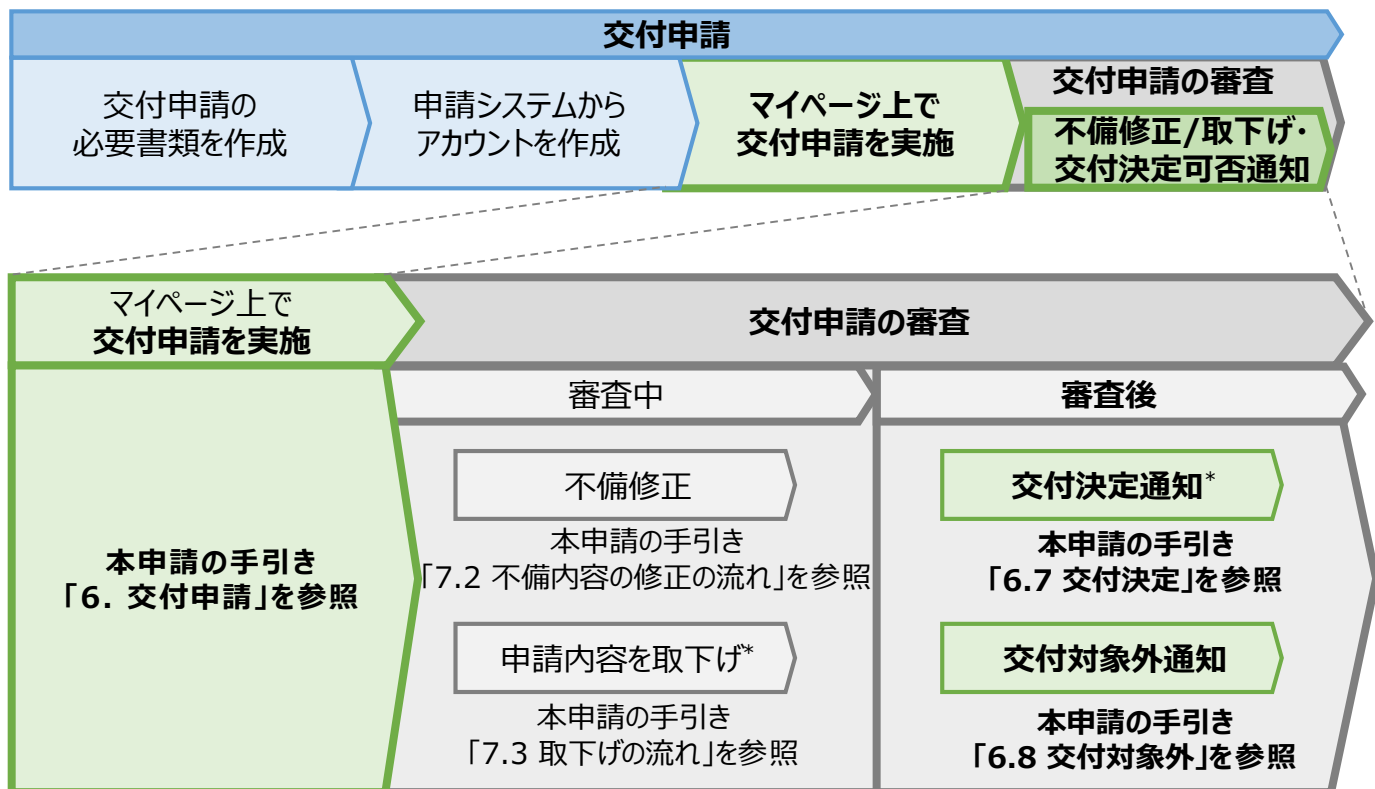 交付申請
交付申請の
必要書類を作成
申請システムから
アカウントを作成
マイページ上で
交付申請を実施
交付申請の審査
不備修正/取下げ・
交付決定可否通知
マイページ上で
交付申請を実施
交付申請の審査
本申請の手引き
「6. 交付申請」を参照
審査中
不備修正
本申請の手引き
「7.2 不備内容の修正の流れ」を参照
申請内容を取下げ*
本申請の手引き
「7.3 取下げの流れ」を参照
審査後
交付決定通知*
本申請の手引き
「6.7 交付決定」を参照
交付対象外通知
本申請の手引き
「6.8 交付対象外」を参照